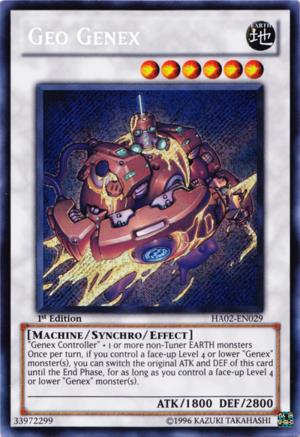 GEO GENEX
EARTH
地
1st Edition
HA02-EN029
[MACHINE/SYNCHRO/EFFECT]
"Genex Controller" + 1 or more non-Tuner EARTH monsters
Once per turn, if you control a face-up Level 4 or lower "Genex"
monster(s), you can switch the original ATK and DEF of this card
until the End Phase, for as long as you control a face-up Level 4
or lower "Genex" monster(s).
ATK/1800 DEF/2800
33972299
©1996 KAZUKI TAKAHASHI